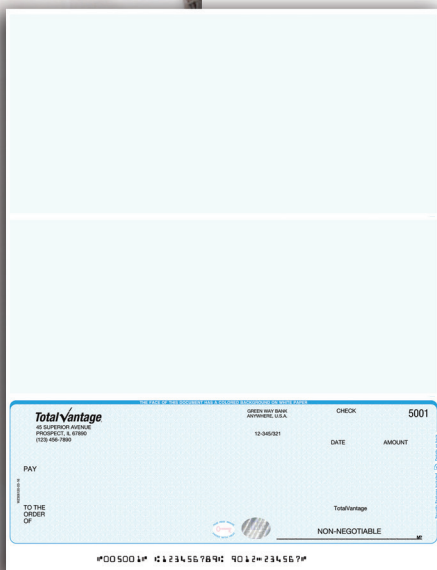 THE FACE OF THIS DOCUMENT HAS A COLORED BACKGROUND ON WHITE PAPER
TotalVantage
45 SUPERIOR AVENUE
PROSPECT, IL 67890
(123) 456-7890
GREEN WAY BANK
ANYWHERE, U.S.A.
12-345/321
CHECK
5001
DATE
AMOUNT
PAY
TO THE
ORDER
OF
TotalVantage
NON-NEGOTIABLE
MP
⑈005001⑈ ⑆123456789⑆ 9012⑉234567⑈